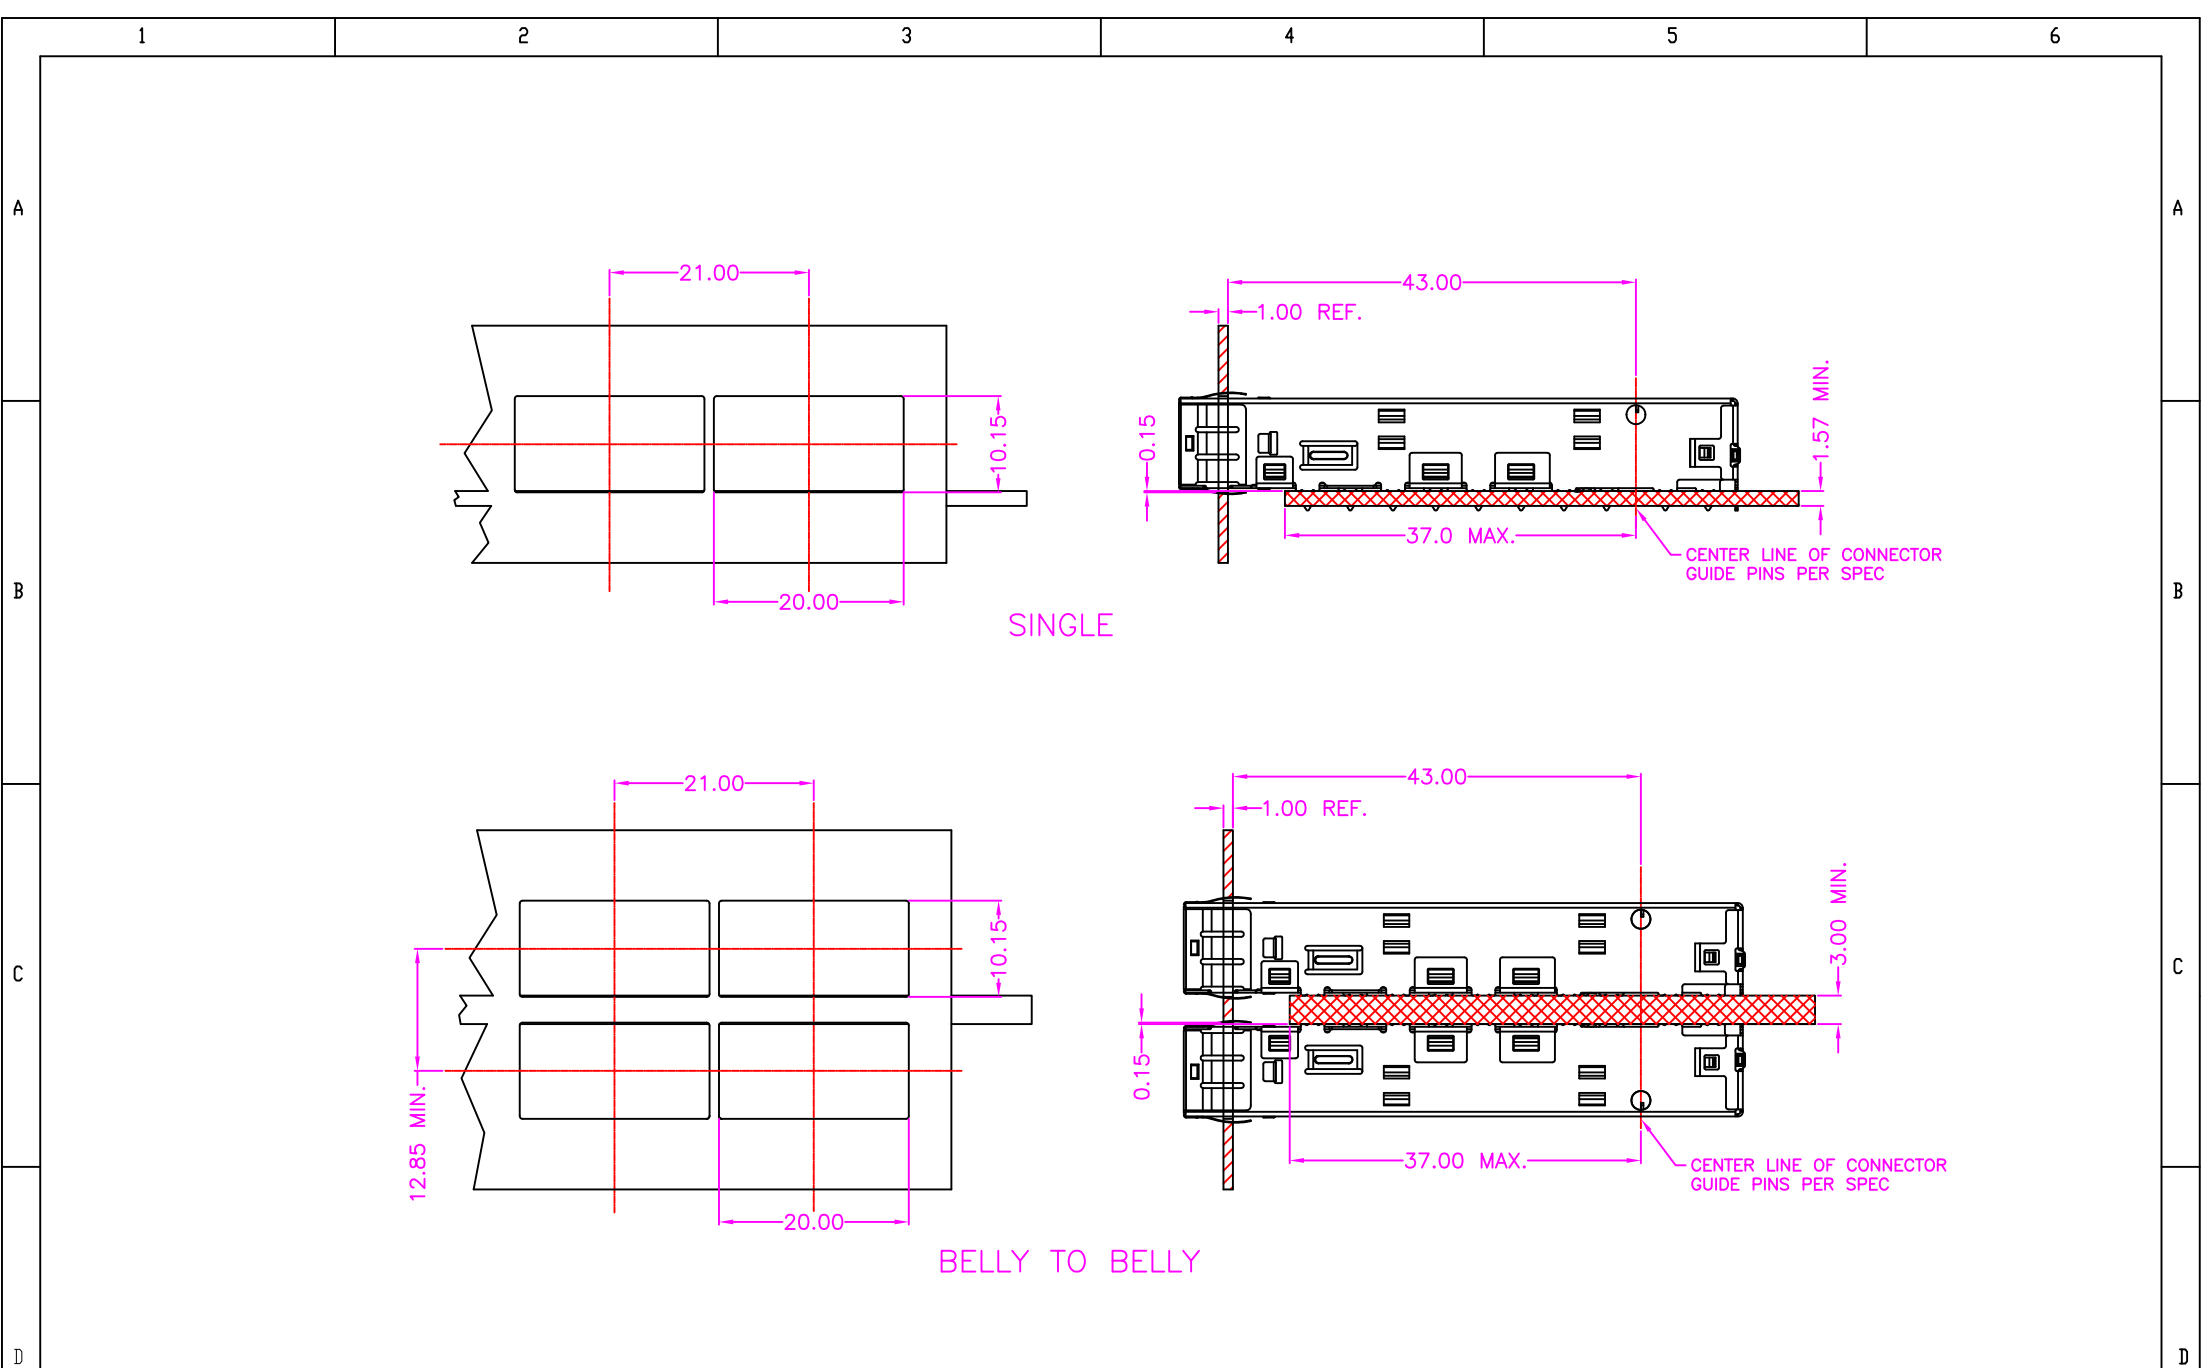 1 2 3 4 5 6
A A
21.00
43.00
1.00 REF.
10.15
0.15
1.57 MIN.
37.0 MAX.
CENTER LINE OF CONNECTOR
GUIDE PINS PER SPEC
B B
20.00
SINGLE
21.00
43.00
1.00 REF.
10.15
3.00 MIN.
C C
0.15
12.85 MIN.
37.00 MAX.
CENTER LINE OF CONNECTOR
GUIDE PINS PER SPEC
20.00
BELLY TO BELLY
D D